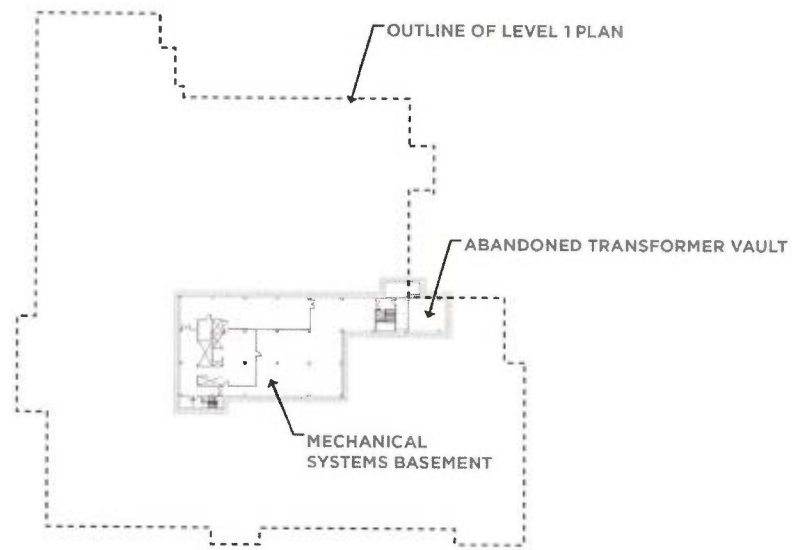 OUTLINE OF LEVEL 1 PLAN
ABANDONED TRANSFORMER VAULT
MECHANICAL
SYSTEMS BASEMENT